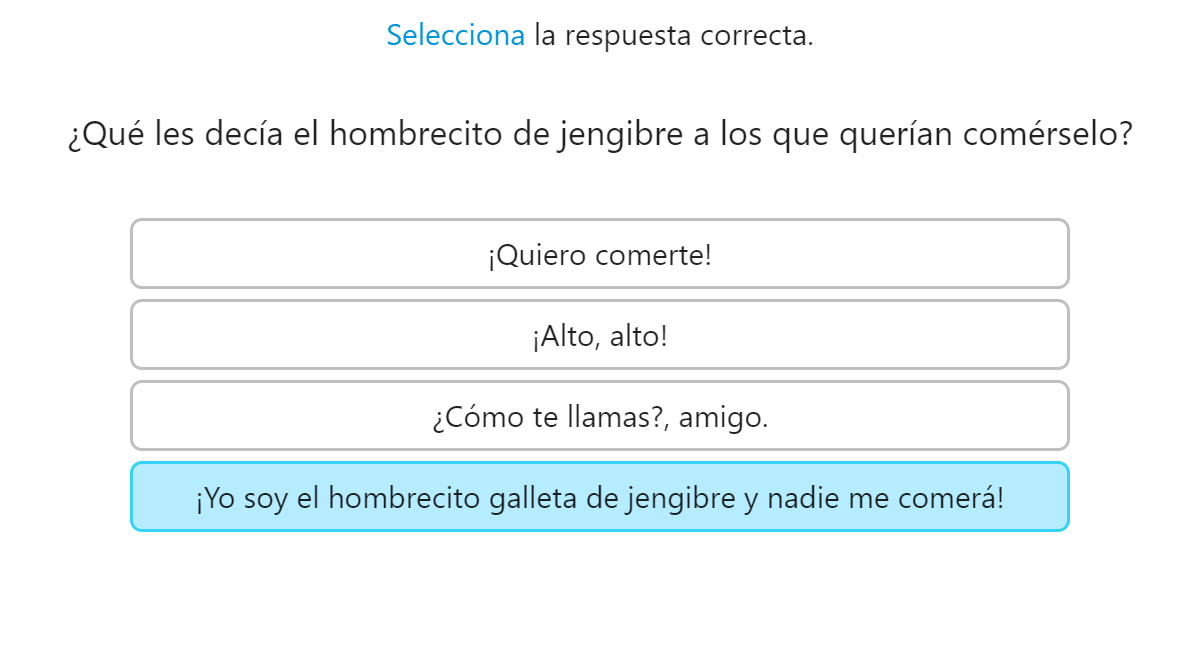 Selecciona la respuesta correcta.
¿Qué les decía el hombrecito de jengibre a los que querían comérselo?
¡Quiero comerte!
¡Alto, alto!
¿Cómo te llamas?, amigo.
¡Yo soy el hombrecito galleta de jengibre y nadie me comerá!